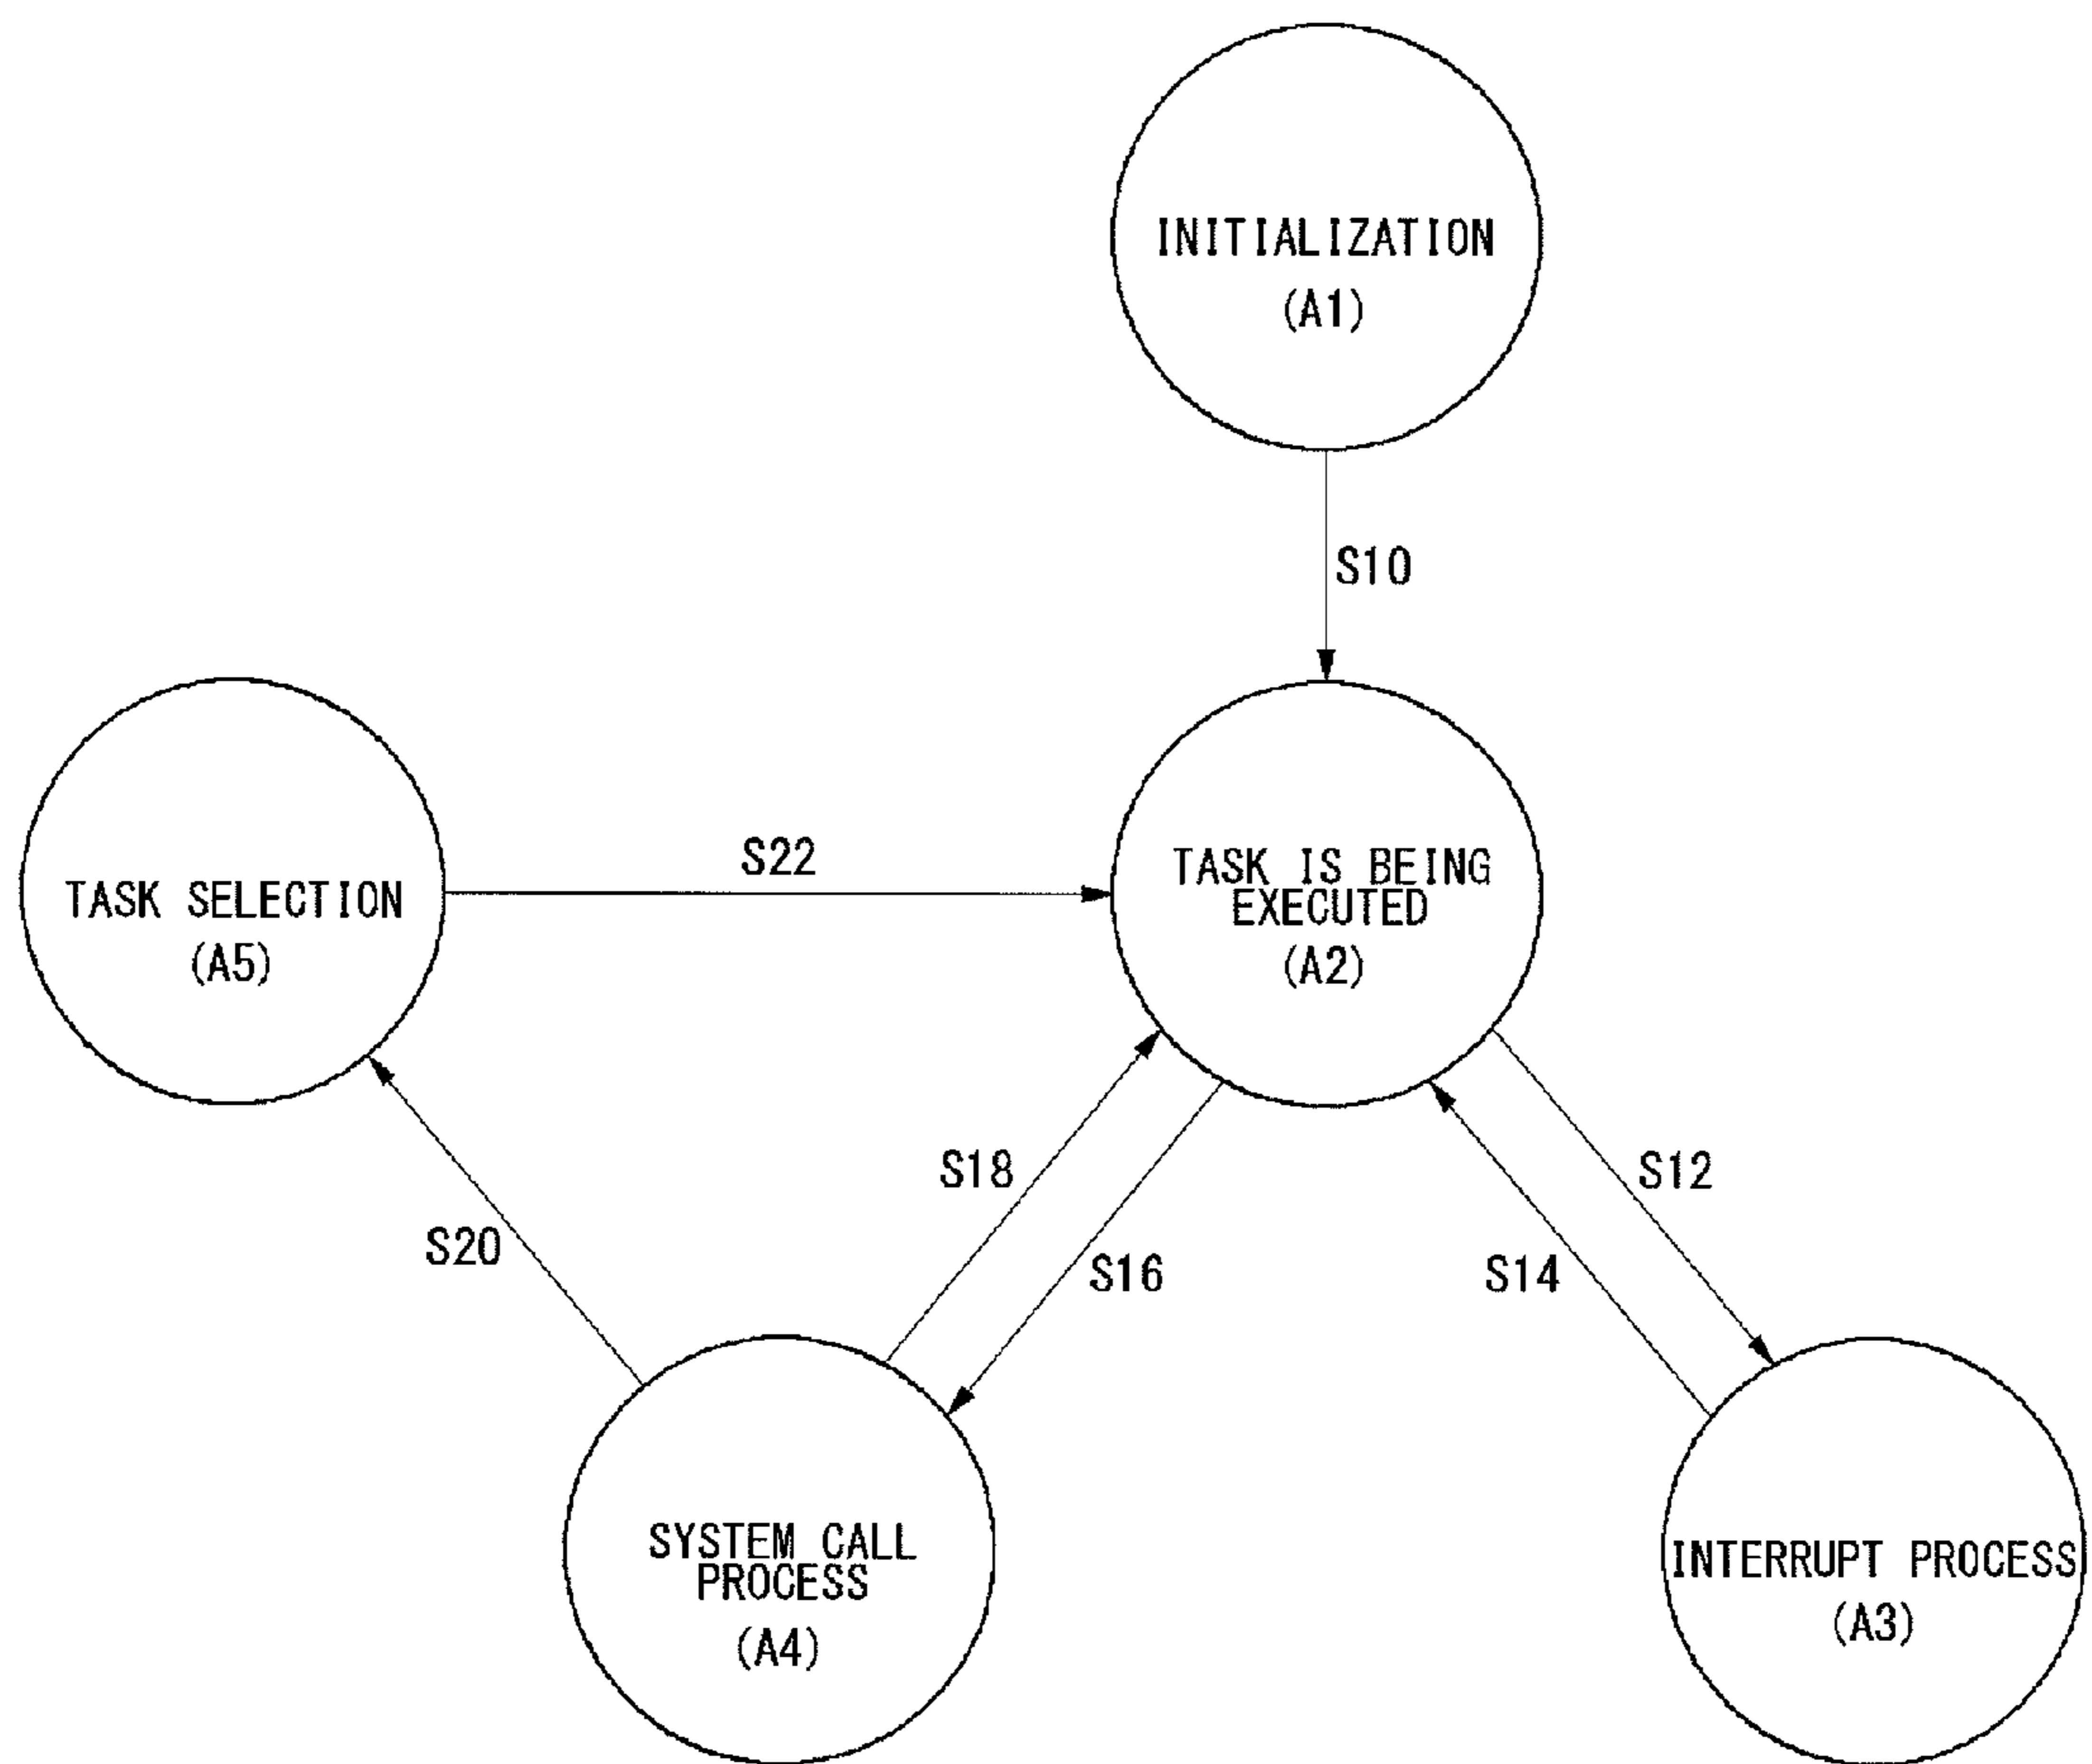 INITIALIZATION
(A1)
S10
TASK SELECTION
(A5)
S22
TASK IS BEING
EXECUTED
(A2)
S18
S12
S20
S16
S14
SYSTEM CALL
PROCESS
(A4)
INTERRUPT PROCESS
(A3)